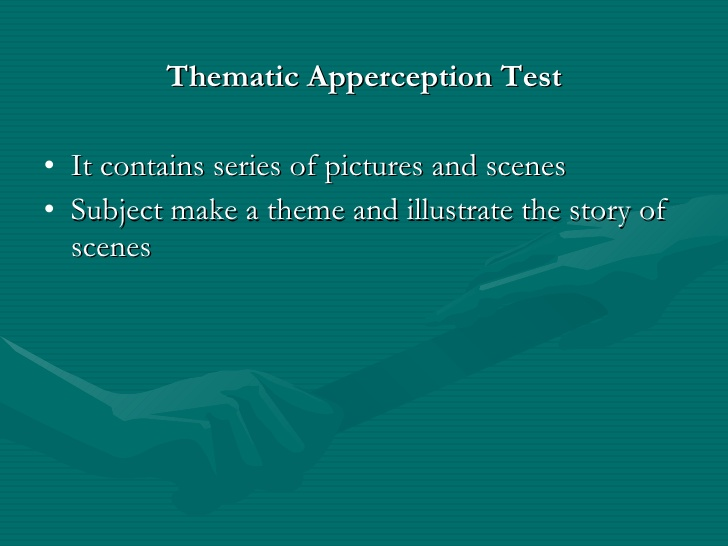 Thematic Apperception Test
• It contains series of pictures and scenes
• Subject make a theme and illustrate the story of
scenes